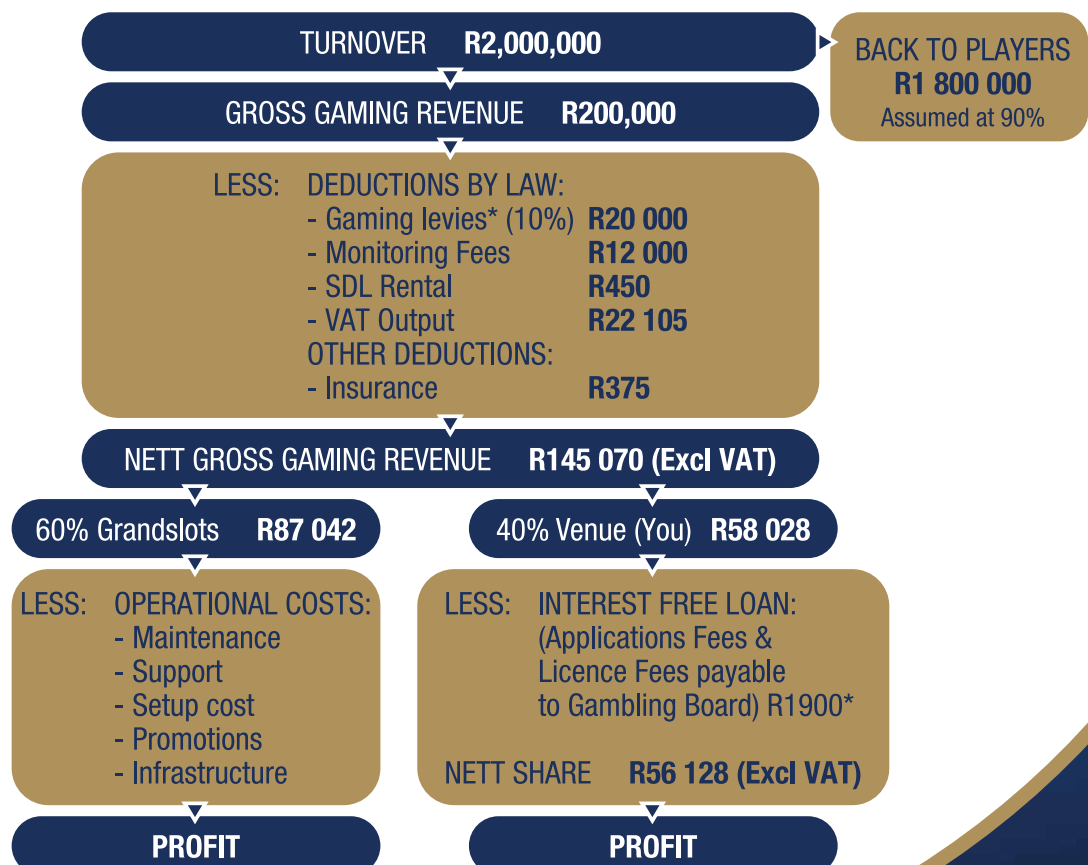 TURNOVER R2,000,000
BACK TO PLAYERS
R1 800 000
Assumed at 90%
GROSS GAMING REVENUE R200,000
LESS: DEDUCTIONS BY LAW:
- Gaming levies* (10%) R20 000
- Monitoring Fees R12 000
- SDL Rental R450
- VAT Output R22 105
OTHER DEDUCTIONS:
- Insurance R375
NETT GROSS GAMING REVENUE R145 070 (Excl VAT)
60% Grandslots R87 042
LESS: OPERATIONAL COSTS:
- Maintenance
- Support
- Setup cost
- Promotions
- Infrastructure
PROFIT
40% Venue (You) R58 028
LESS: INTEREST FREE LOAN:
(Applications Fees &
Licence Fees payable
to Gambling Board) R1900*
NETT SHARE R56 128 (Excl VAT)
PROFIT